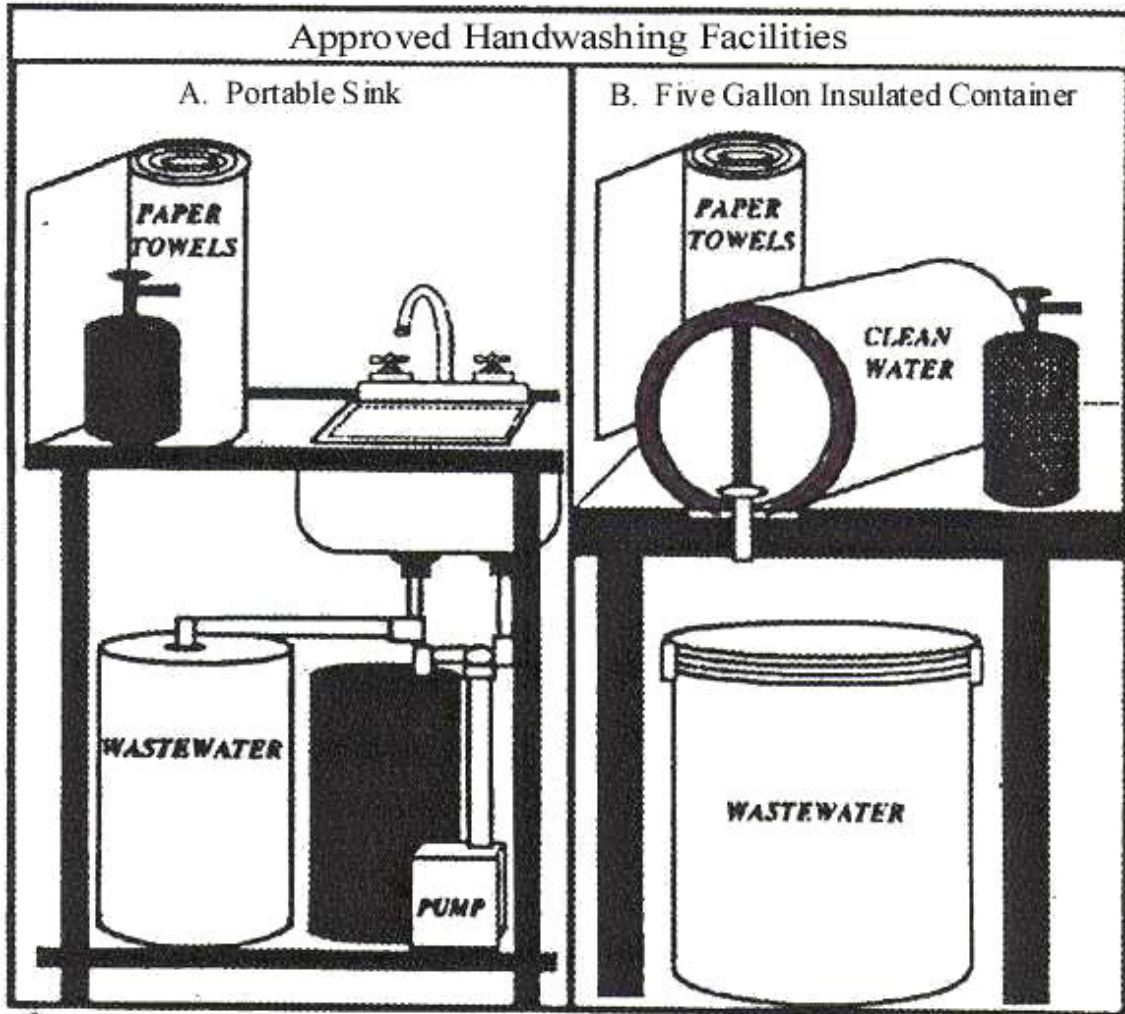 Approved Handwashing Facilities
A. Portable Sink
PAPER
TOWELS
WASTEWATER
PUMP
B. Five Gallon Insulated Container
PAPER
TOWELS
CLEAN
WATER
WASTEWATER